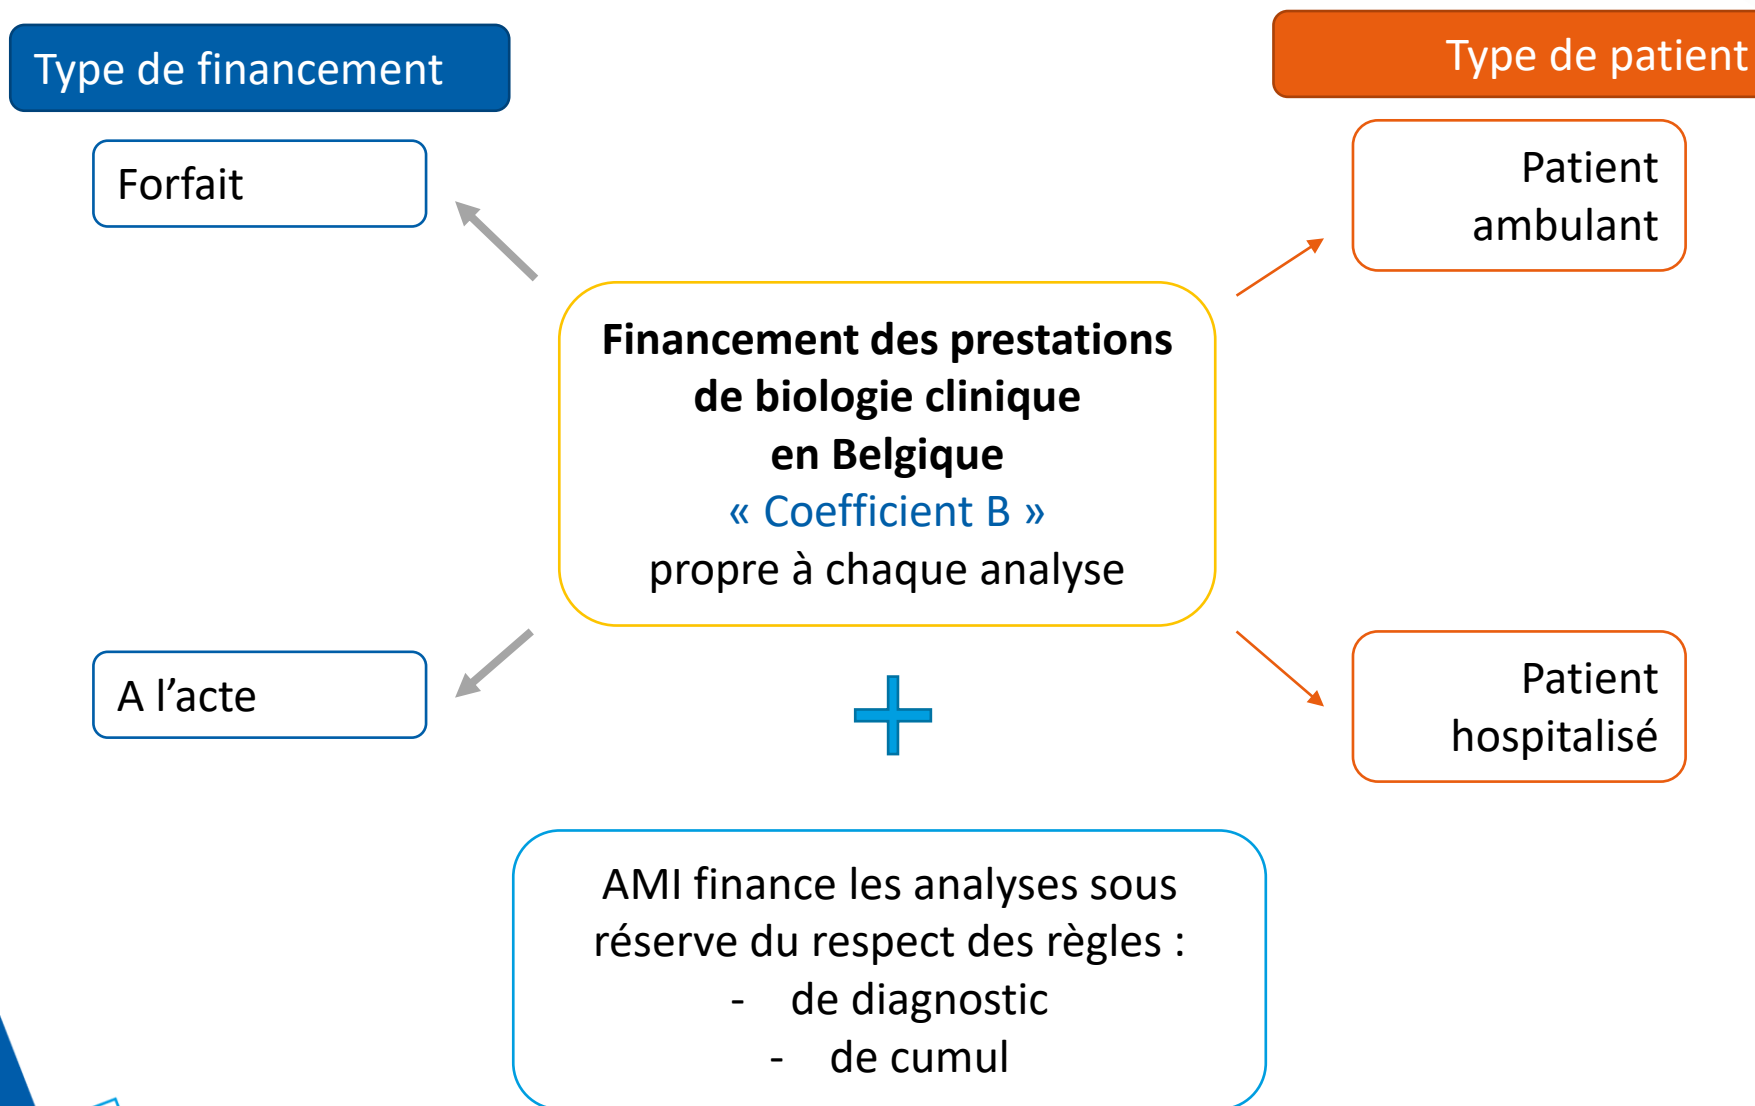 Type de financement
Type de patient
Forfait
Patient
ambulant
Financement des prestations
de biologie clinique
en Belgique
« Coefficient B »
propre à chaque analyse
A l’acte
Patient
hospitalisé
AMI finance les analyses sous
réserve du respect des règles :
- de diagnostic
- de cumul